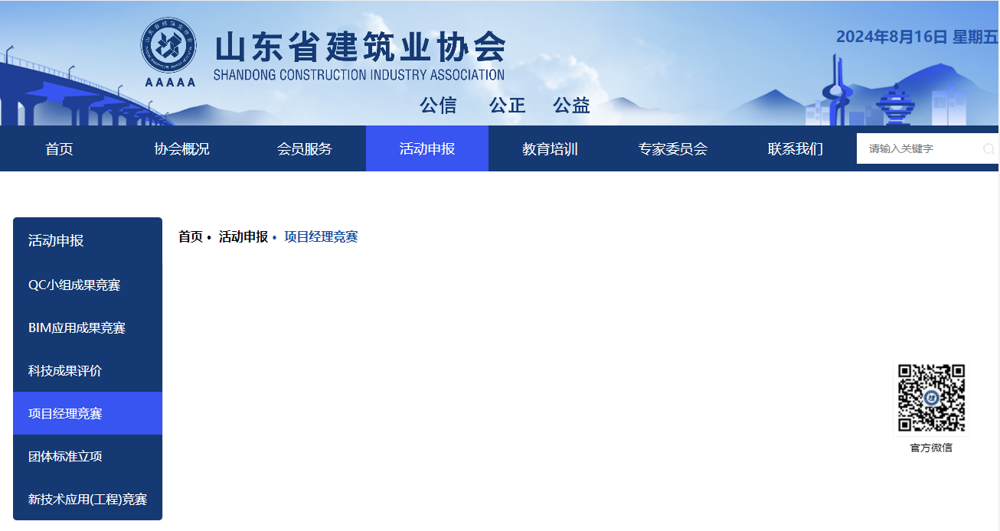 山东省建筑业协会
SHANDONG CONSTRUCTION INDUSTRY ASSOCIATION
AAAAA
公信 公正 公益
2024年8月16日 星期五
首页 协会概况 会员服务 活动申报 教育培训 专家委员会 联系我们 请输入关键字
活动申报
QC小组成果竞赛
BIM应用成果竞赛
科技成果评价
项目经理竞赛
团体标准立项
新技术应用(工程)竞赛
首页 • 活动申报 • 项目经理竞赛
官方微信